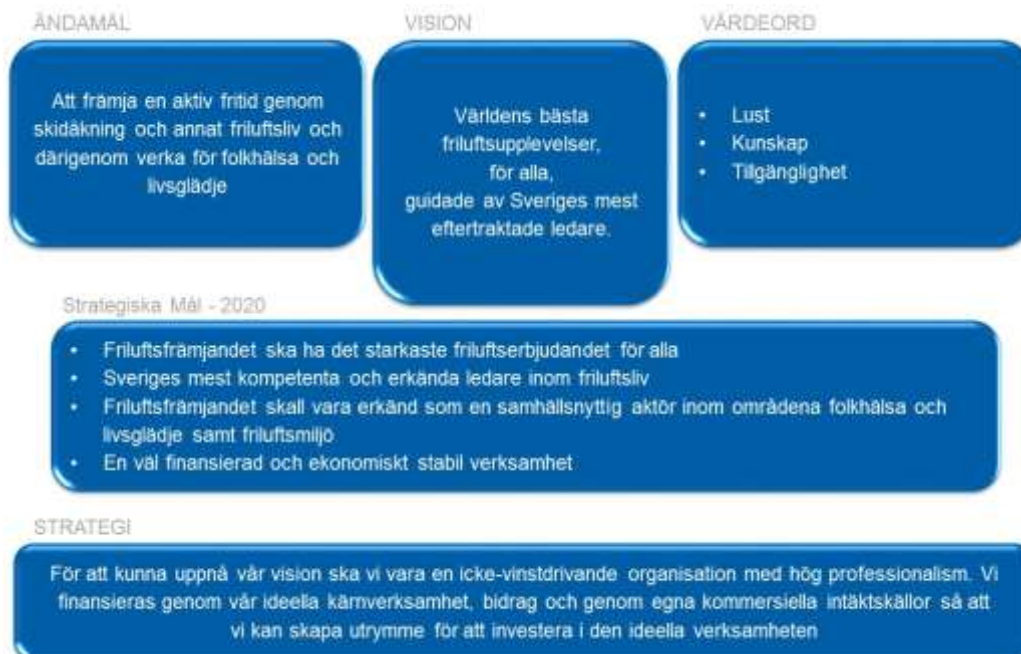 ÄNDAMÅL
Att främja en aktiv fritid genom
skidåkning och annat friluftsliv och
därigenom verka för folkhälsa och
livsglädje
VISION
Världens bästa
friluftsupplevelser,
för alla,
guidade av Sveriges mest
eftertraktade ledare.
VÄRDEORD
• Lust
• Kunskap
• Tillgänglighet
Strategiska Mål - 2020
• Friluftsfrämjandet ska ha det starkaste friluftserbjudandet för alla
• Sveriges mest kompetenta och erkända ledare inom friluftsliv
• Friluftsfrämjandet skall vara erkänd som en samhällsnyttig aktör inom områdena folkhälsa och
livsglädje samt friluftsmiljö
• En väl finansierad och ekonomiskt stabil verksamhet
STRATEGI
För att kunna uppnå vår vision ska vi vara en icke-vinstdrivande organisation med hög professionalism. Vi
finansieras genom vår ideella kärnverksamhet, bidrag och genom egna kommersiella intäktskällor så att
vi kan skapa utrymme för att investera i den ideella verksamheten